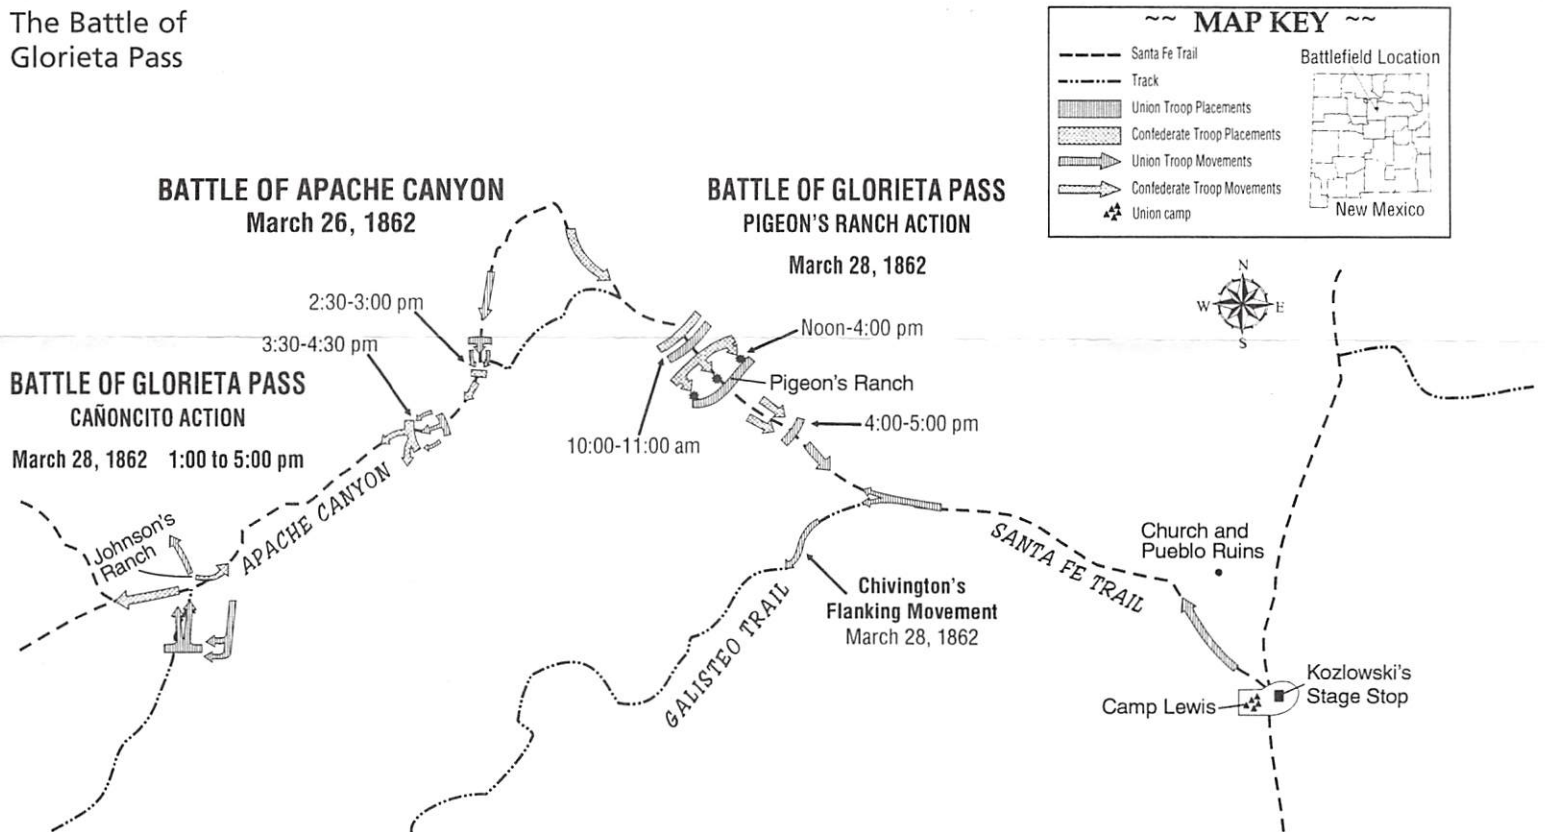 The Battle of
Glorieta Pass
~~ MAP KEY ~~
Santa Fe Trail
Track
Union Troop Placements
Confederate Troop Placements
Union Troop Movements
Confederate Troop Movements
Union camp
Battlefield Location
New Mexico
BATTLE OF APACHE CANYON
March 26, 1862
BATTLE OF GLORIETA PASS
PIGEON'S RANCH ACTION
March 28, 1862
N
W
E
S
2:30-3:00 pm
3:30-4:30 pm
Noon-4:00 pm
Pigeon's Ranch
4:00-5:00 pm
10:00-11:00 am
BATTLE OF GLORIETA PASS
CAÑONCITO ACTION
March 28, 1862 1:00 to 5:00 pm
Johnson's
Ranch
APACHE CANYON
SANTA FE TRAIL
Church and
Pueblo Ruins
Chivington's
Flanking Movement
March 28, 1862
GALISTEO TRAIL
Camp Lewis
Kozlowski's
Stage Stop